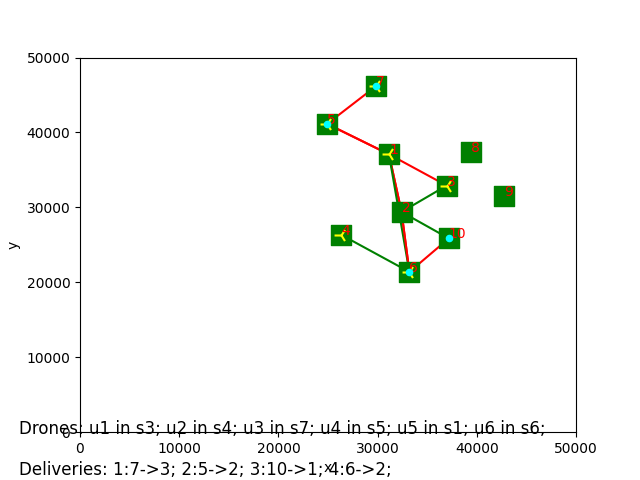 50000
40000
30000
20000
10000
0
y
0 10000 20000 30000 40000 50000
x
Drones: u1 in s3; u2 in s4; u3 in s7; u4 in s5; u5 in s1; u6 in s6;
Deliveries: 1:7->3; 2:5->2; 3:10->1; 4:6->2;